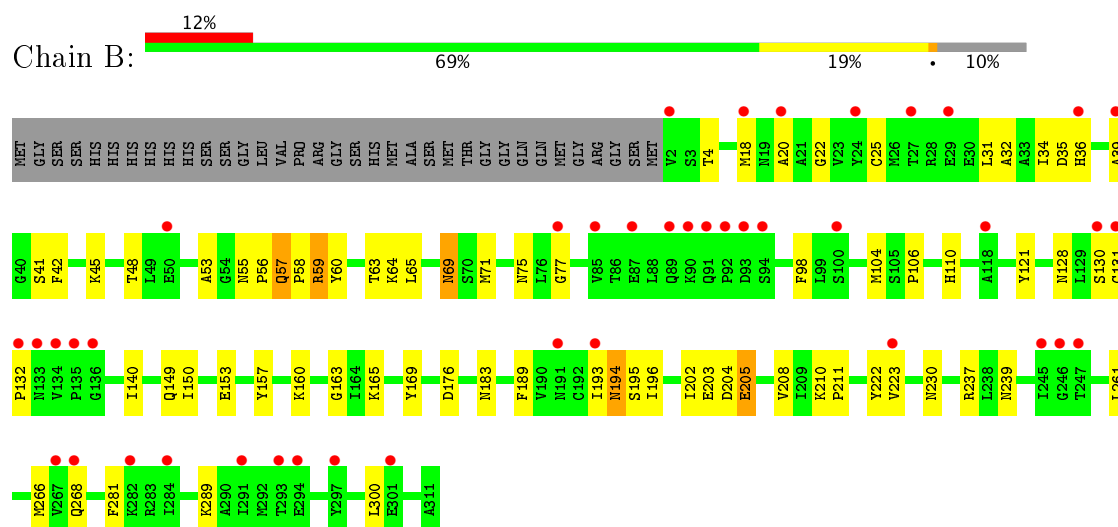 12%
Chain B:
69% 19% • 10%
MET GLY SER SER HIS HIS HIS HIS HIS HIS SER SER GLY LEU VAL PRO ARG GLY SER HIS MET ALA SER MET THR GLY GLY GLN GLN MET GLY ARG GLY SER MET V2 S3 T4 M18 N19 A20 A21 G22 V23 Y24 C25 M26 T27 R28 E29 E30 L31 A32 A33 I34 D35 H36 A39
G40 S41 F42 K45 T48 L49 E50 A53 G54 N55 P56 Q57 P58 R59 Y60 T63 K64 L65 N69 S70 M71 N75 L76 G77 V85 T86 E87 L88 Q89 K90 Q91 P92 D93 S94 F98 L99 S100 M104 S105 P106 H110 A118 Y121 N128 L129 S130 G131
P132 N133 V134 P135 G136 I140 Q149 I150 E153 Y157 K160 G163 I164 K165 Y169 D176 N183 F189 V190 N191 C192 I193 N194 S195 I196 I202 E203 D204 E205 V208 I209 K210 P211 Y222 V223 N230 R237 L238 N239 I245 G246 T247
M266 V267 Q268 F281 K282 R283 I284 K289 A290 I291 M292 T293 E294 Y297 L300 E301 A311